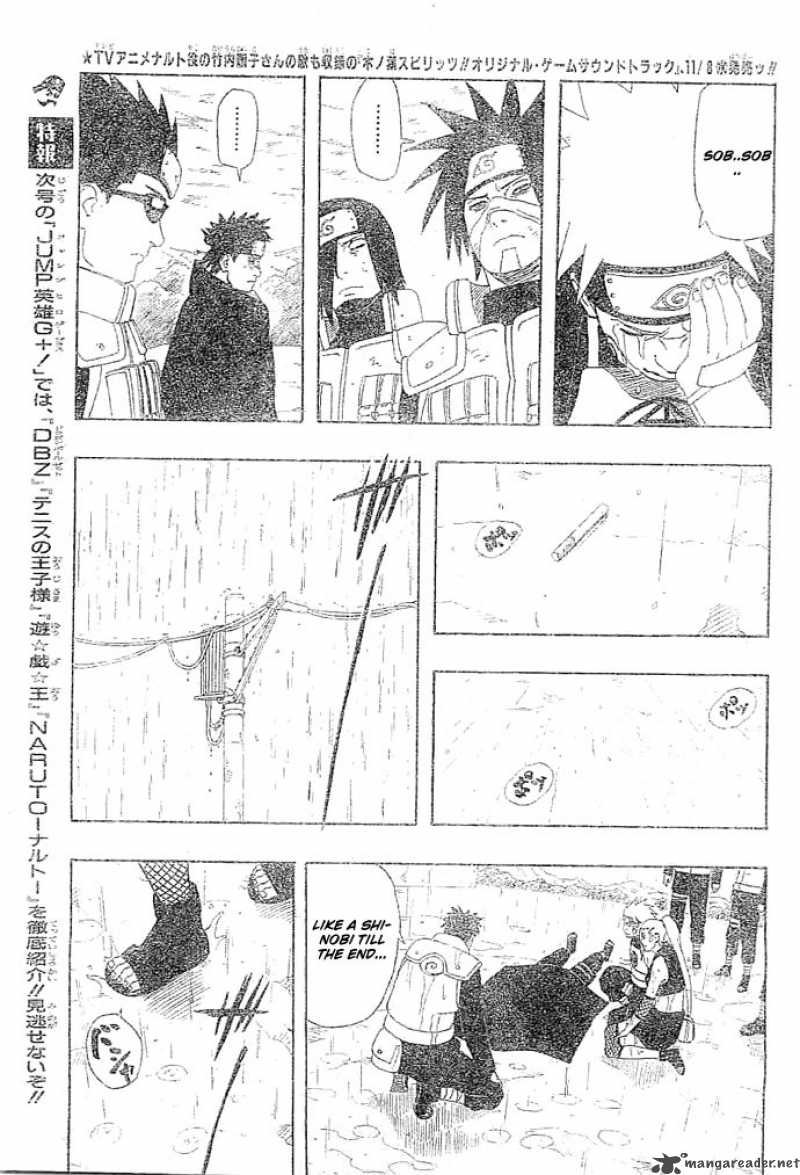 ★TVアニメナルト役の竹内順子さんの歌も収録の『木ノ葉スピリッツ!!オリジナル・ゲームサウンドトラック』、11/8水発売ッ!!
特報
次号の『JUMP英雄G+!』では、『DBZ』『テニスの王子様』『遊☆戯☆王』『NARUTO―ナルト―』を徹底紹介!!見逃せないぞ!!
SOB..SOB
..
………
………
LIKE A SHI-
NOBI TILL
THE END...
mangareader.net